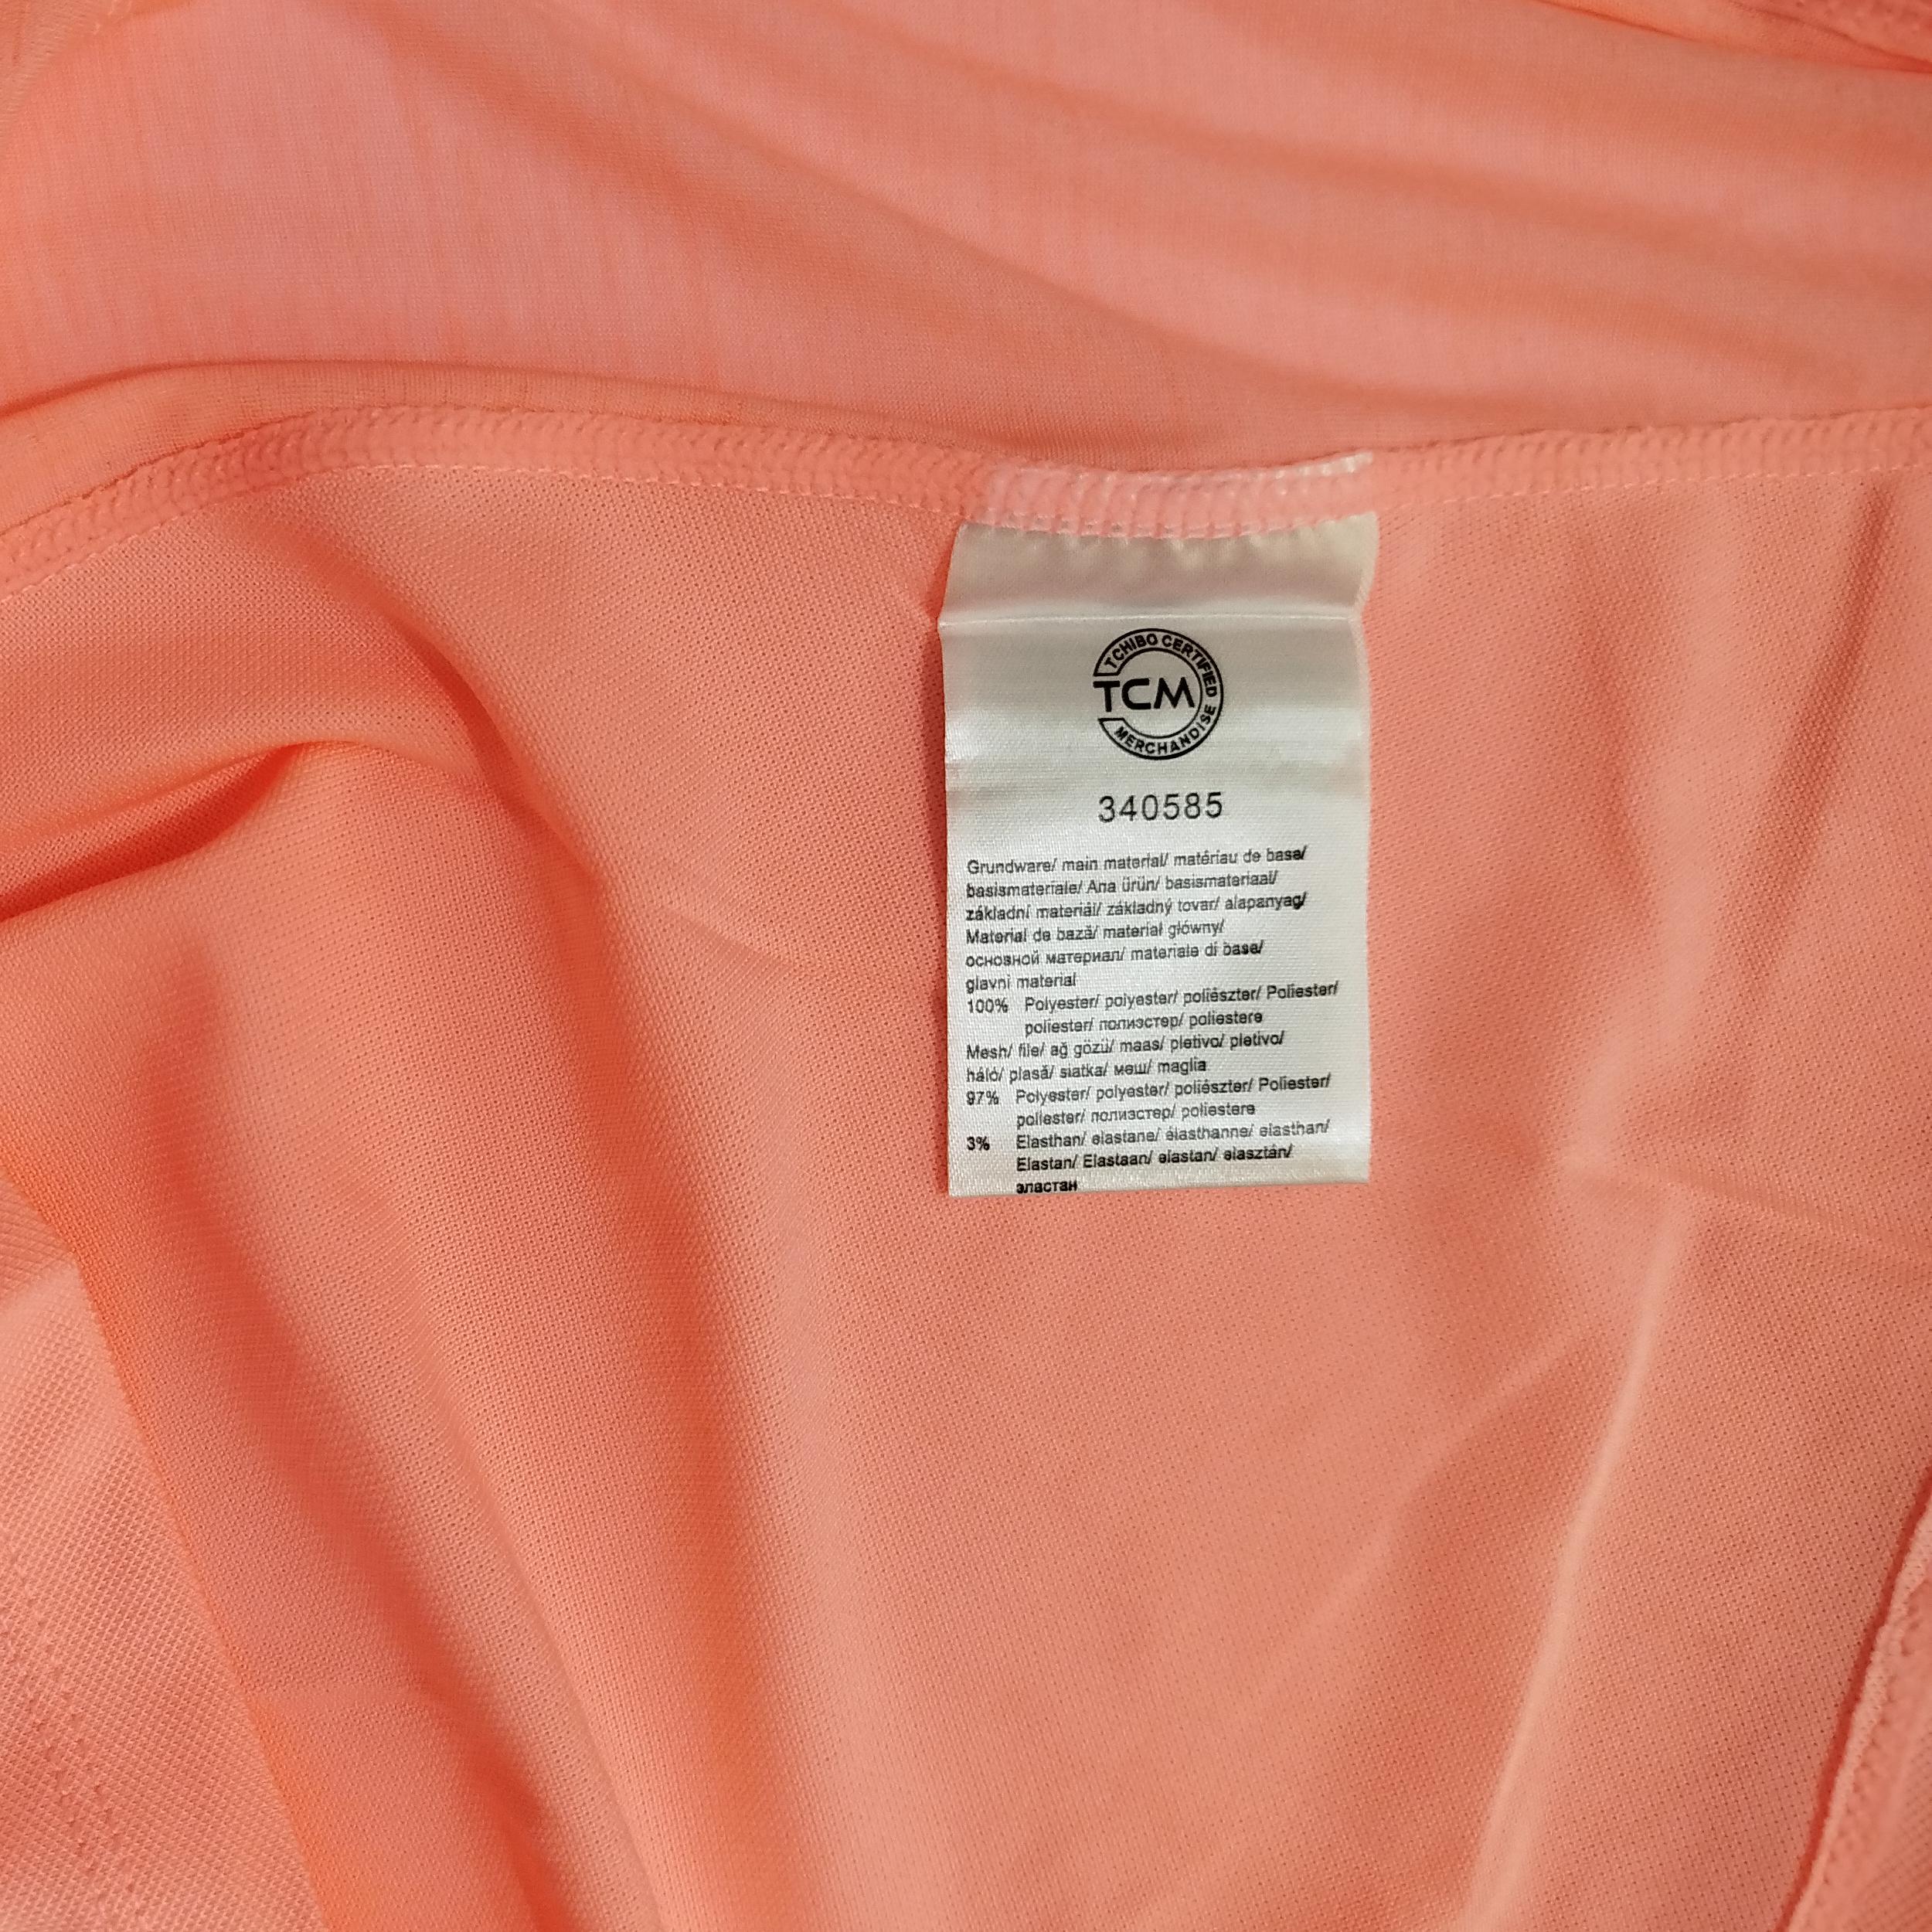 TCHIBO CERTIFIED
TCM
MERCHANDISE
340585
Grundware/ main material/ matériau de base/
basismateriale/ Ana ürün/ basismateriaal/
základní materiál/ základný tovar/ alapanyag/
Material de bază/ materiał główny/
основной материал/ materiale di base/
glavni material
100% Polyester/ polyester/ poliészter/ Poliester/
poliester/ полиэстер/ poliestere
Mesh/ file/ ağ gözü/ maas/ pletivo/ pletivo/
háló/ plasă/ siatka/ меш/ maglia
97% Polyester/ polyester/ poliészter/ Poliester/
poliester/ полиэстер/ poliestere
3% Elasthan/ elastane/ élasthanne/ elasthan/
Elastan/ Elastaan/ elastan/ elasztán/
эластан